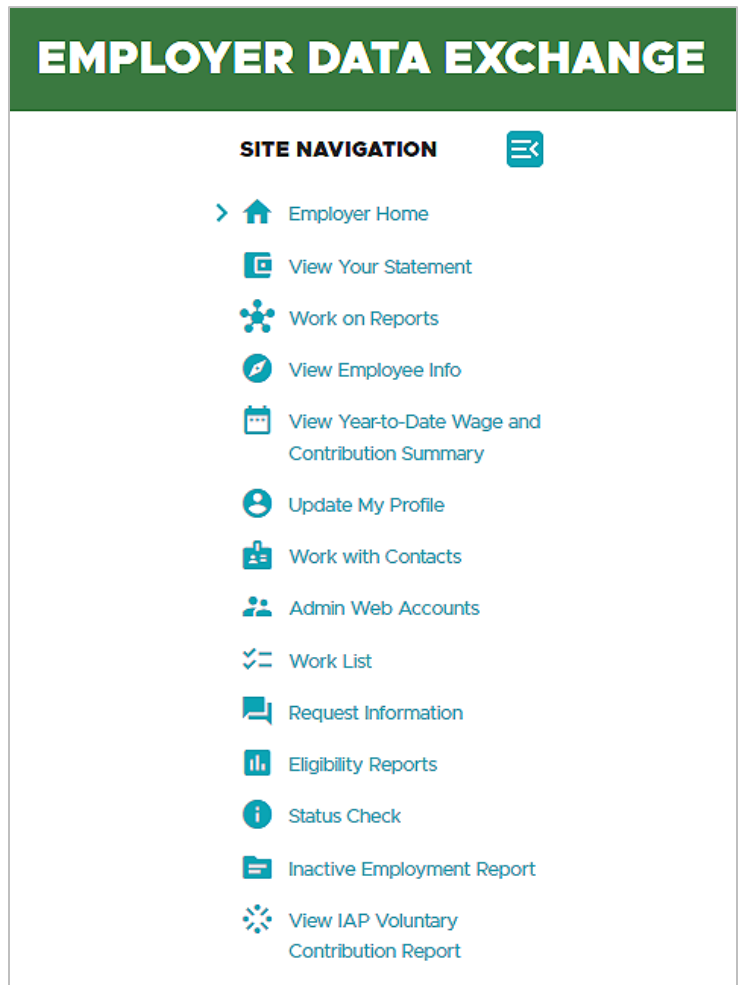 EMPLOYER DATA EXCHANGE
SITE NAVIGATION
Employer Home
View Your Statement
Work on Reports
View Employee Info
View Year-to-Date Wage and
Contribution Summary
Update My Profile
Work with Contacts
Admin Web Accounts
Work List
Request Information
Eligibility Reports
Status Check
Inactive Employment Report
View IAP Voluntary
Contribution Report